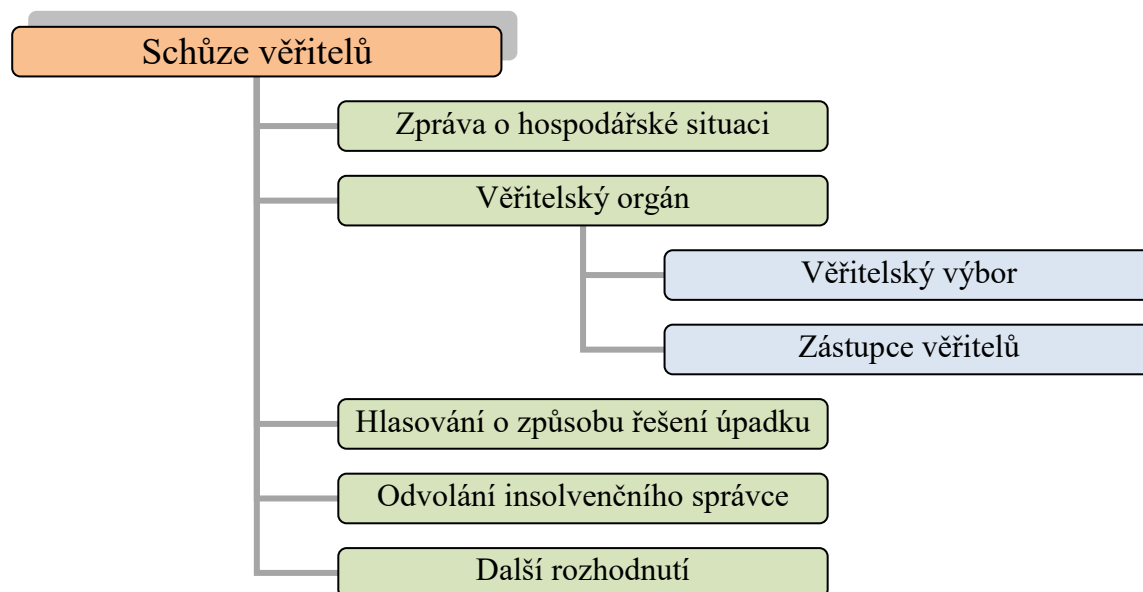 Schůze věřitelů
Zpráva o hospodářské situaci
Věřitelský orgán
Věřitelský výbor
Zástupce věřitelů
Hlasování o způsobu řešení úpadku
Odvolání insolvenčního správce
Další rozhodnutí